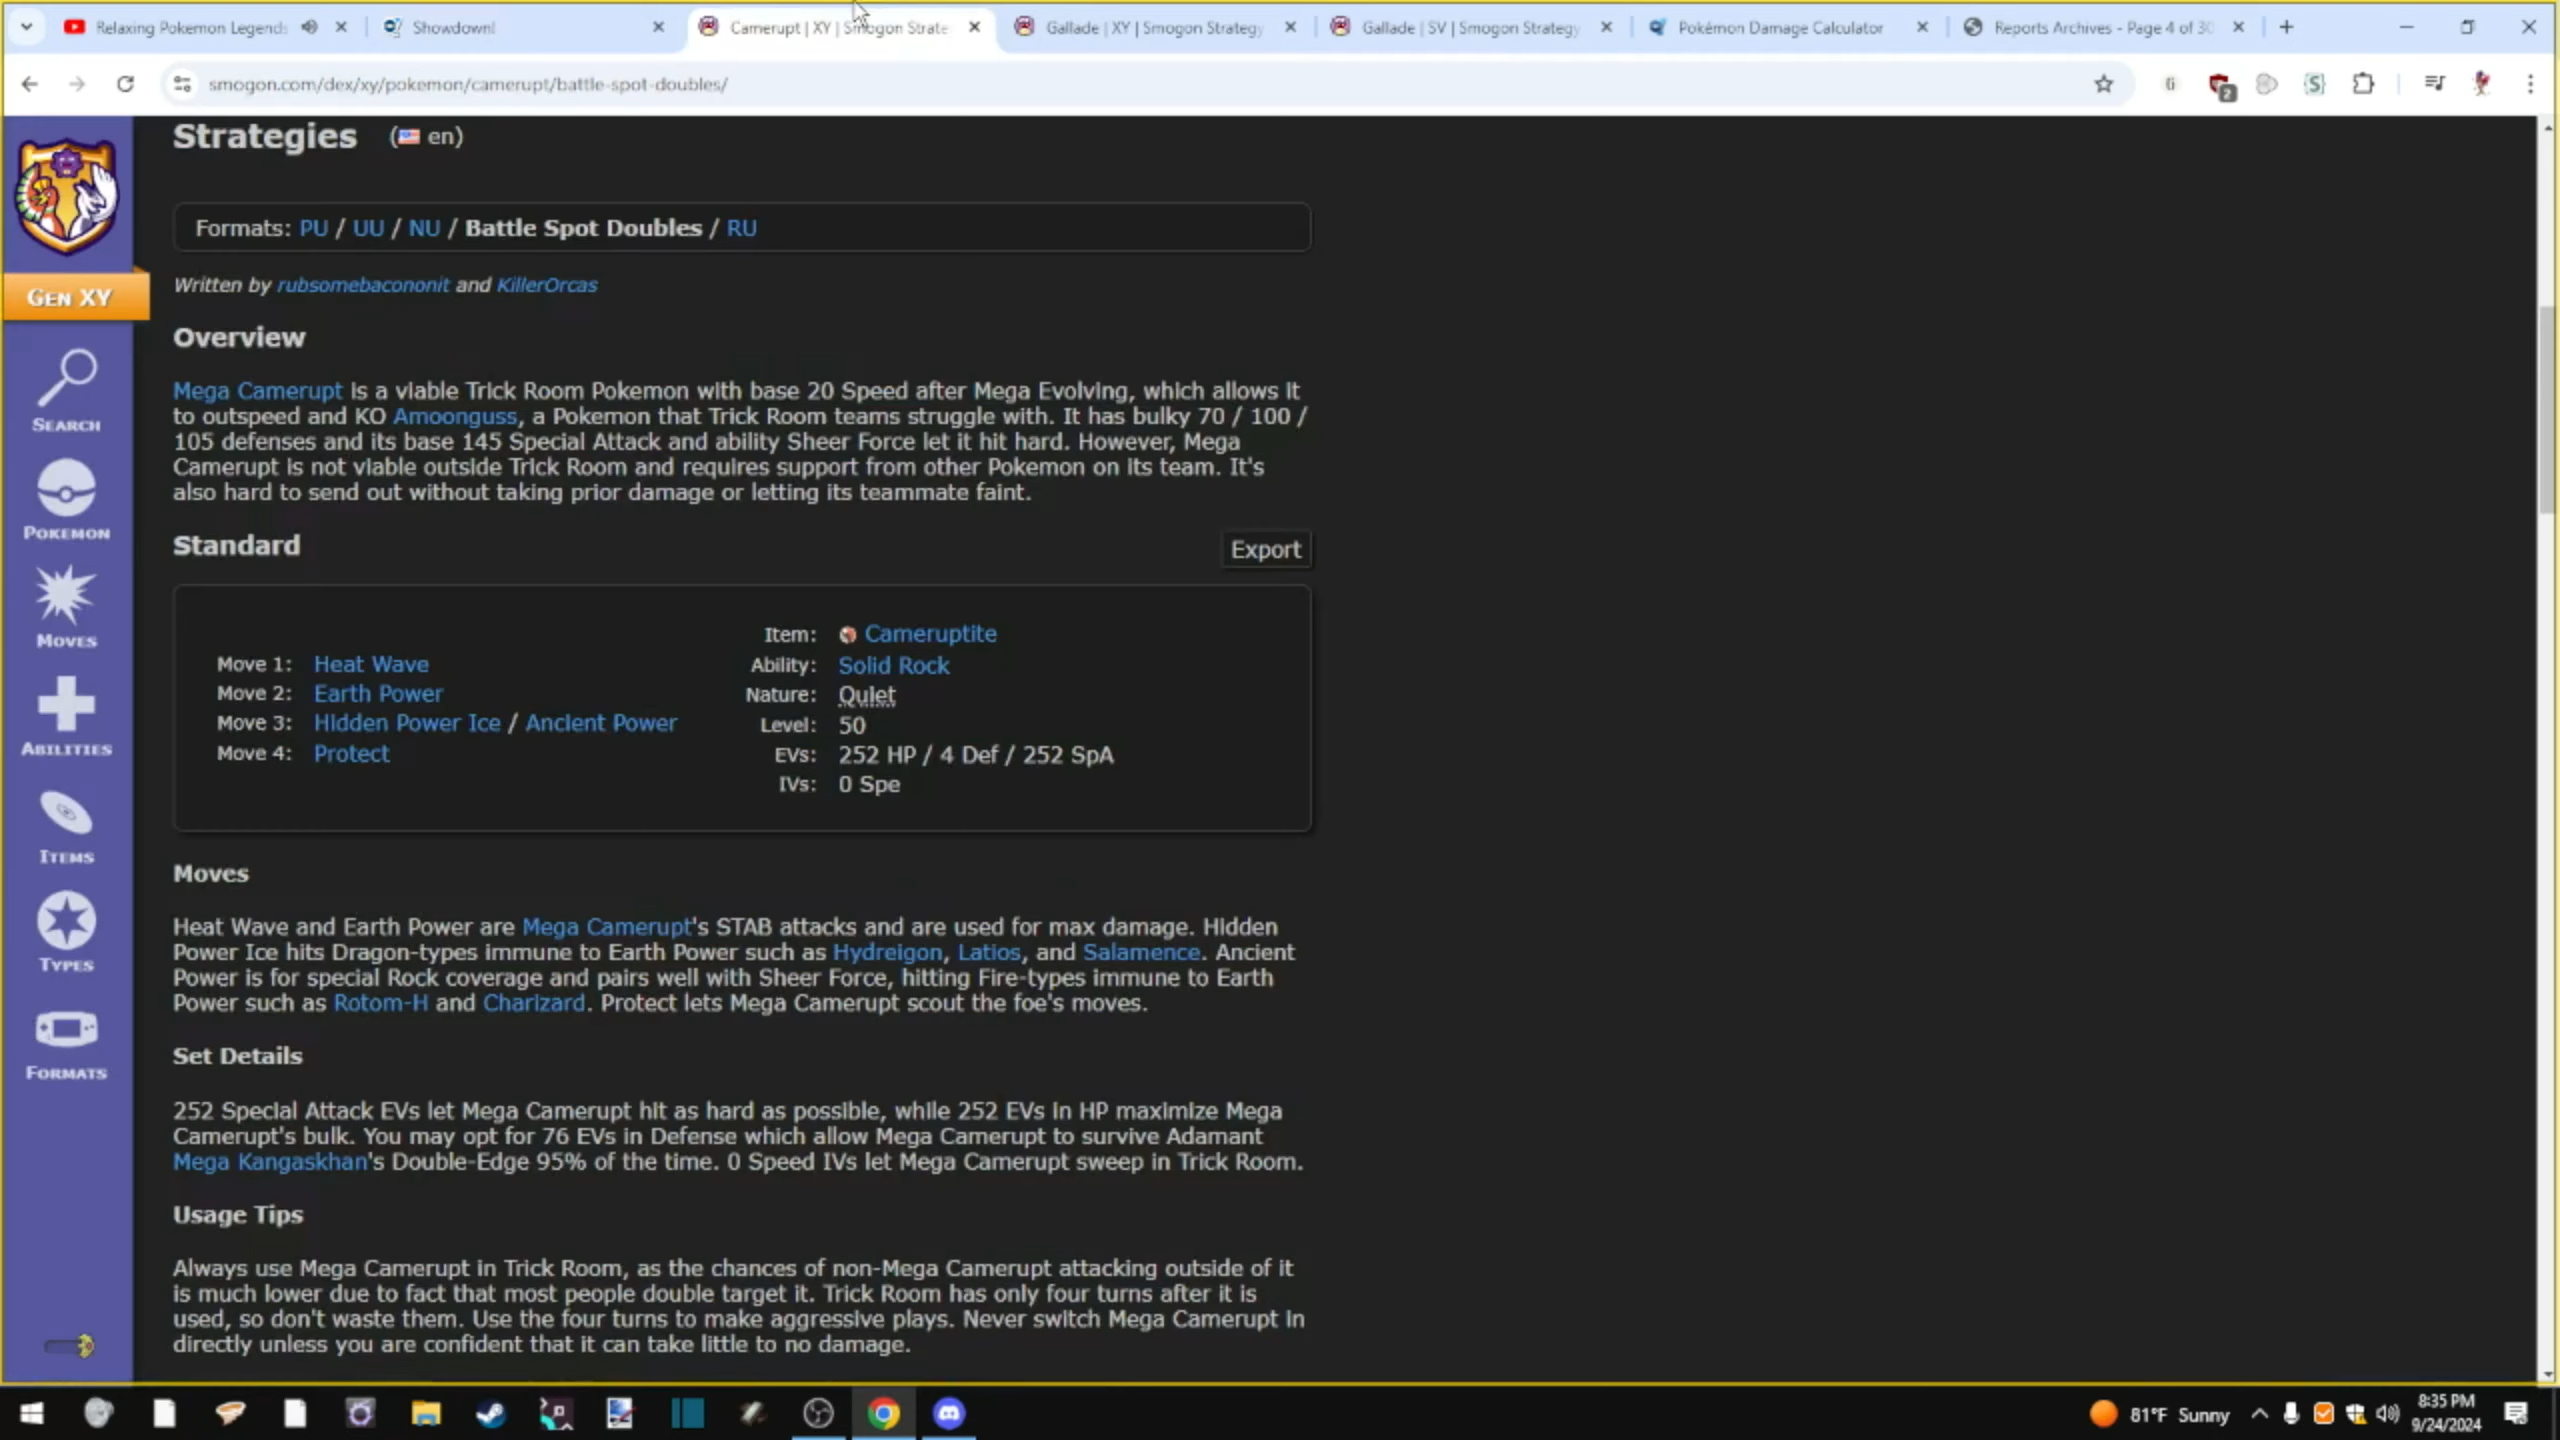 Relaxing Pokemon Legends
Showdown!
Camerupt | XY | Smogon Strate
Gallade | XY | Smogon Strategy
Gallade | SV | Smogon Strategy
Pokémon Damage Calculator
Reports Archives - Page 4 of 30
smogon.com/dex/xy/pokemon/camerupt/battle-spot-doubles/
2
Strategies (en)
Formats: PU / UU / NU / Battle Spot Doubles / RU
Written by rubsomebacononit and KillerOrcas
GEN XY
Overview
Mega Camerupt is a viable Trick Room Pokemon with base 20 Speed after Mega Evolving, which allows it
to outspeed and KO Amoonguss, a Pokemon that Trick Room teams struggle with. It has bulky 70 / 100 /
105 defenses and its base 145 Special Attack and ability Sheer Force let it hit hard. However, Mega
Camerupt is not viable outside Trick Room and requires support from other Pokemon on its team. It's
also hard to send out without taking prior damage or letting its teammate faint.
SEARCH
POKEMON
MOVES
ABILITIES
ITEMS
TYPES
FORMATS
Standard
Export
Move 1: Heat Wave
Move 2: Earth Power
Move 3: Hidden Power Ice / Ancient Power
Move 4: Protect
Item: Cameruptite
Ability: Solid Rock
Nature: Quiet
Level: 50
EVs: 252 HP / 4 Def / 252 SpA
IVs: 0 Spe
Moves
Heat Wave and Earth Power are Mega Camerupt's STAB attacks and are used for max damage. Hidden
Power Ice hits Dragon-types immune to Earth Power such as Hydreigon, Latios, and Salamence. Ancient
Power is for special Rock coverage and pairs well with Sheer Force, hitting Fire-types immune to Earth
Power such as Rotom-H and Charizard. Protect lets Mega Camerupt scout the foe's moves.
Set Details
252 Special Attack EVs let Mega Camerupt hit as hard as possible, while 252 EVs in HP maximize Mega
Camerupt's bulk. You may opt for 76 EVs in Defense which allow Mega Camerupt to survive Adamant
Mega Kangaskhan's Double-Edge 95% of the time. 0 Speed IVs let Mega Camerupt sweep in Trick Room.
Usage Tips
Always use Mega Camerupt in Trick Room, as the chances of non-Mega Camerupt attacking outside of it
is much lower due to fact that most people double target it. Trick Room has only four turns after it is
used, so don't waste them. Use the four turns to make aggressive plays. Never switch Mega Camerupt in
directly unless you are confident that it can take little to no damage.
81°F Sunny
8:35 PM
9/24/2024